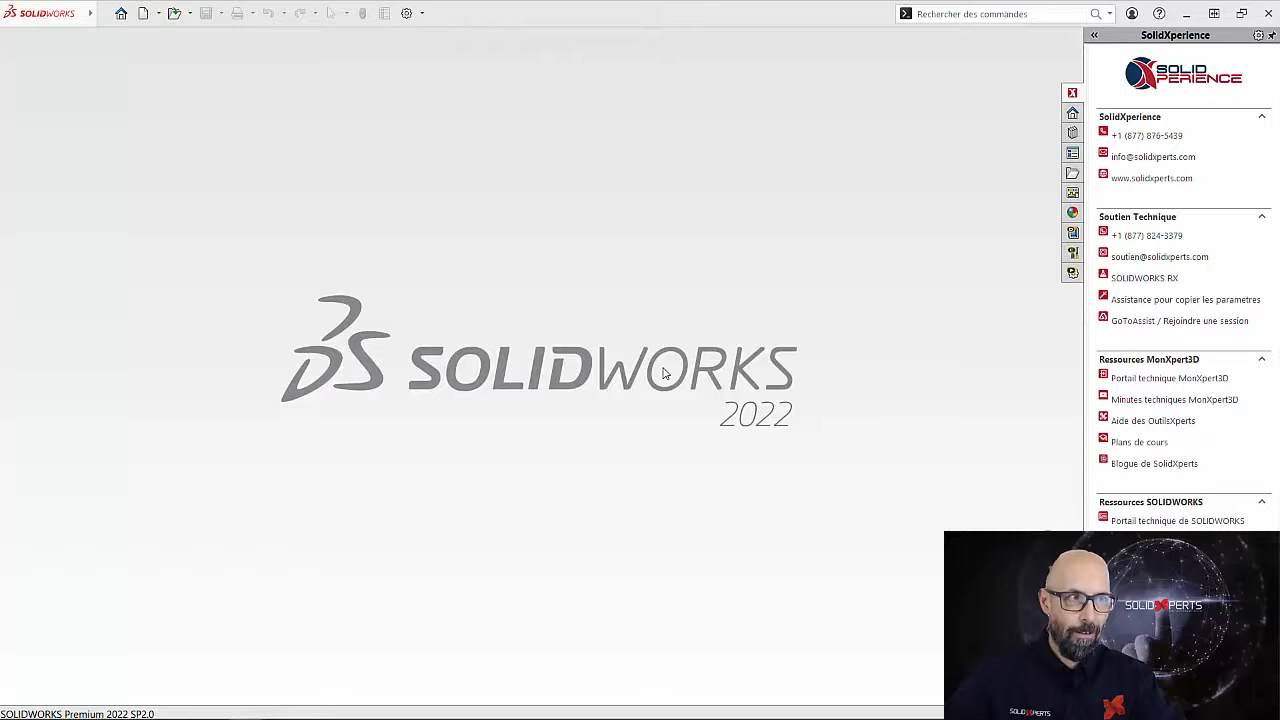 SOLIDWORKS
Rechercher des commandes
SolidXperience
SOLID
XPERIENCE
SolidXperience
+1 (877) 876-5439
info@solidxperts.com
www.solidxperts.com
Soutien Technique
+1 (877) 824-3379
soutien@solidxperts.com
SOLIDWORKS RX
Assistance pour copier les parametres
GoToAssist / Rejoindre une session
Ressources MonXpert3D
Portail technique MonXpert3D
Minutes techniques MonXpert3D
Aide des OutilsXperts
Plans de cours
Blogue de SolidXperts
Ressources SOLIDWORKS
Portail technique de SOLIDWORKS
SOLIDWORKS
2022
SOLIDXPERTS
SOLIDXPERTS
SOLIDWORKS Premium 2022 SP2.0